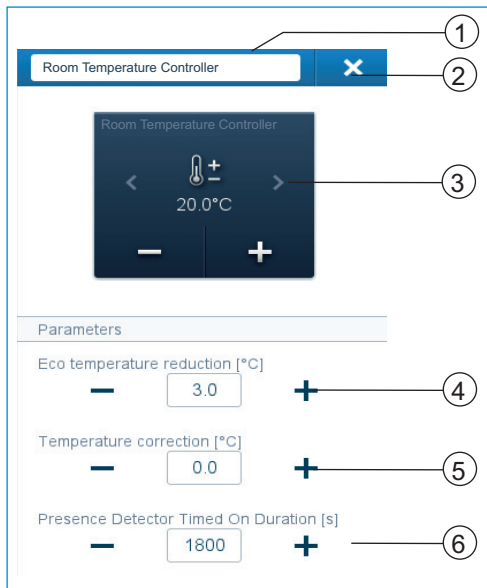 1
Room Temperature Controller
2
Room Temperature Controller
3
20.0°C
Parameters
Eco temperature reduction [°C]
3.0
4
Temperature correction [°C]
0.0
5
Presence Detector Timed On Duration [s]
1800
6